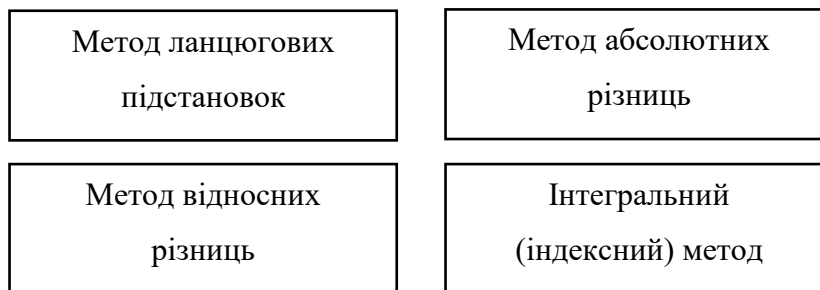 Метод ланцюгових
підстановок
Метод абсолютних
різниць
Метод відносних
різниць
Інтегральний
(індексний) метод